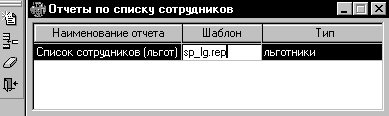 Отчеты по списку сотрудников
Наименование отчета Шаблон Тип
Список сотрудников (льгот) sp_lg.rep льготники